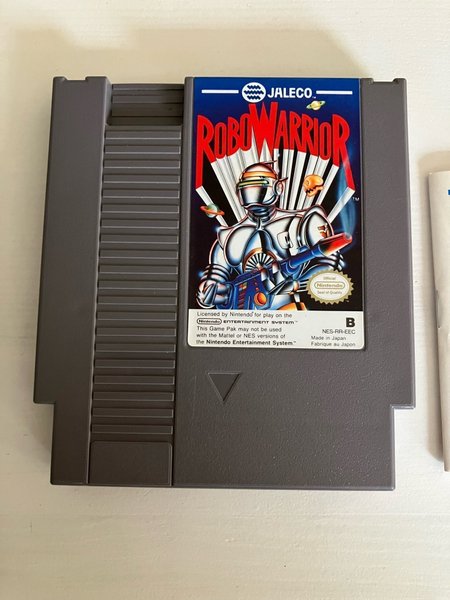 JALECO™
ROBOWARRIOR
TM
Official
Nintendo
Seal of Quality
Licensed by Nintendo for play on the
Nintendo ENTERTAINMENT SYSTEM™
This Game Pak may not be used
with the Mattel or NES versions of
the Nintendo Entertainment System.
B
NES-RR-EEC
Made in Japan
Fabriqué au Japon